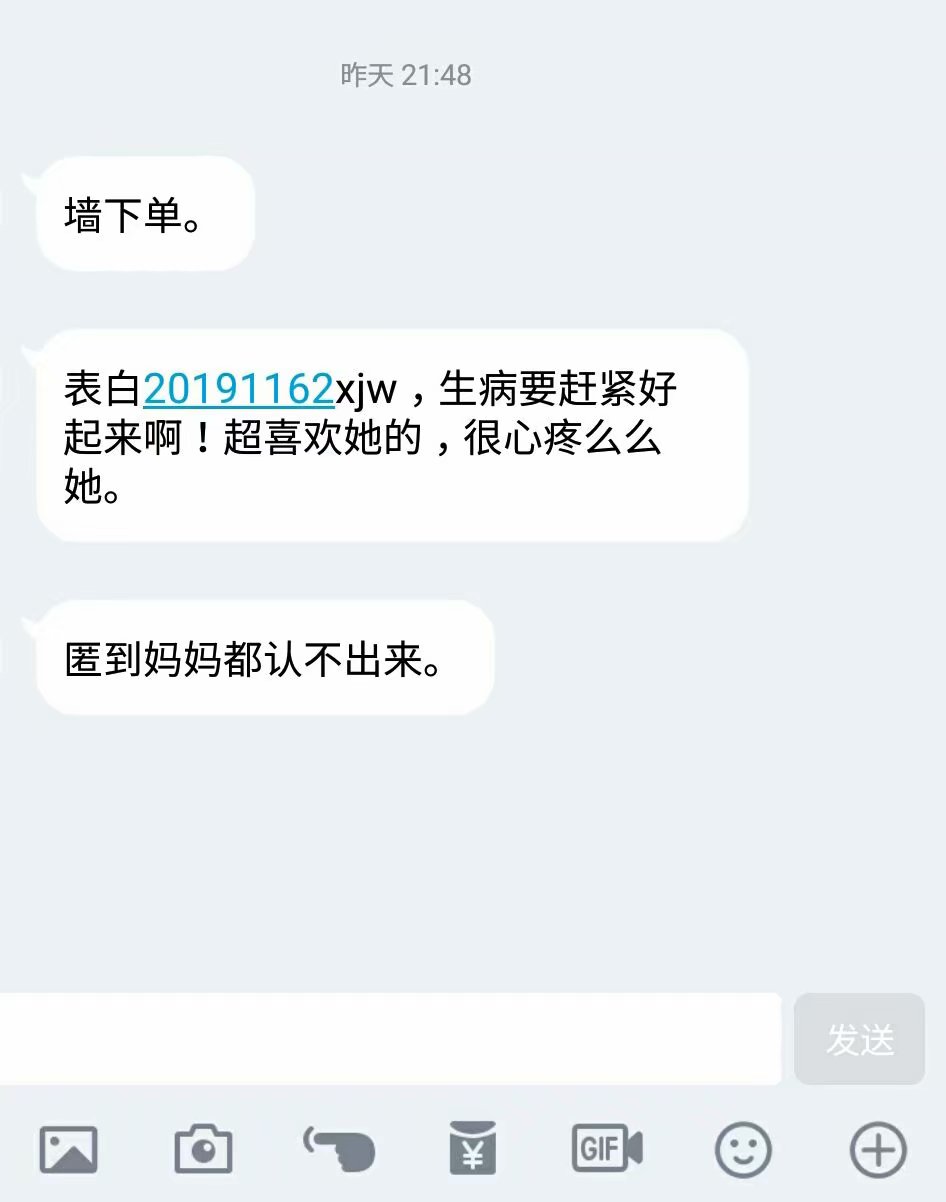 昨天 21:48
墙下单。
表白20191162xjw，生病要赶紧好
起来啊！超喜欢她的，很心疼么么
她。
匿到妈妈都认不出来。
发送
GIF